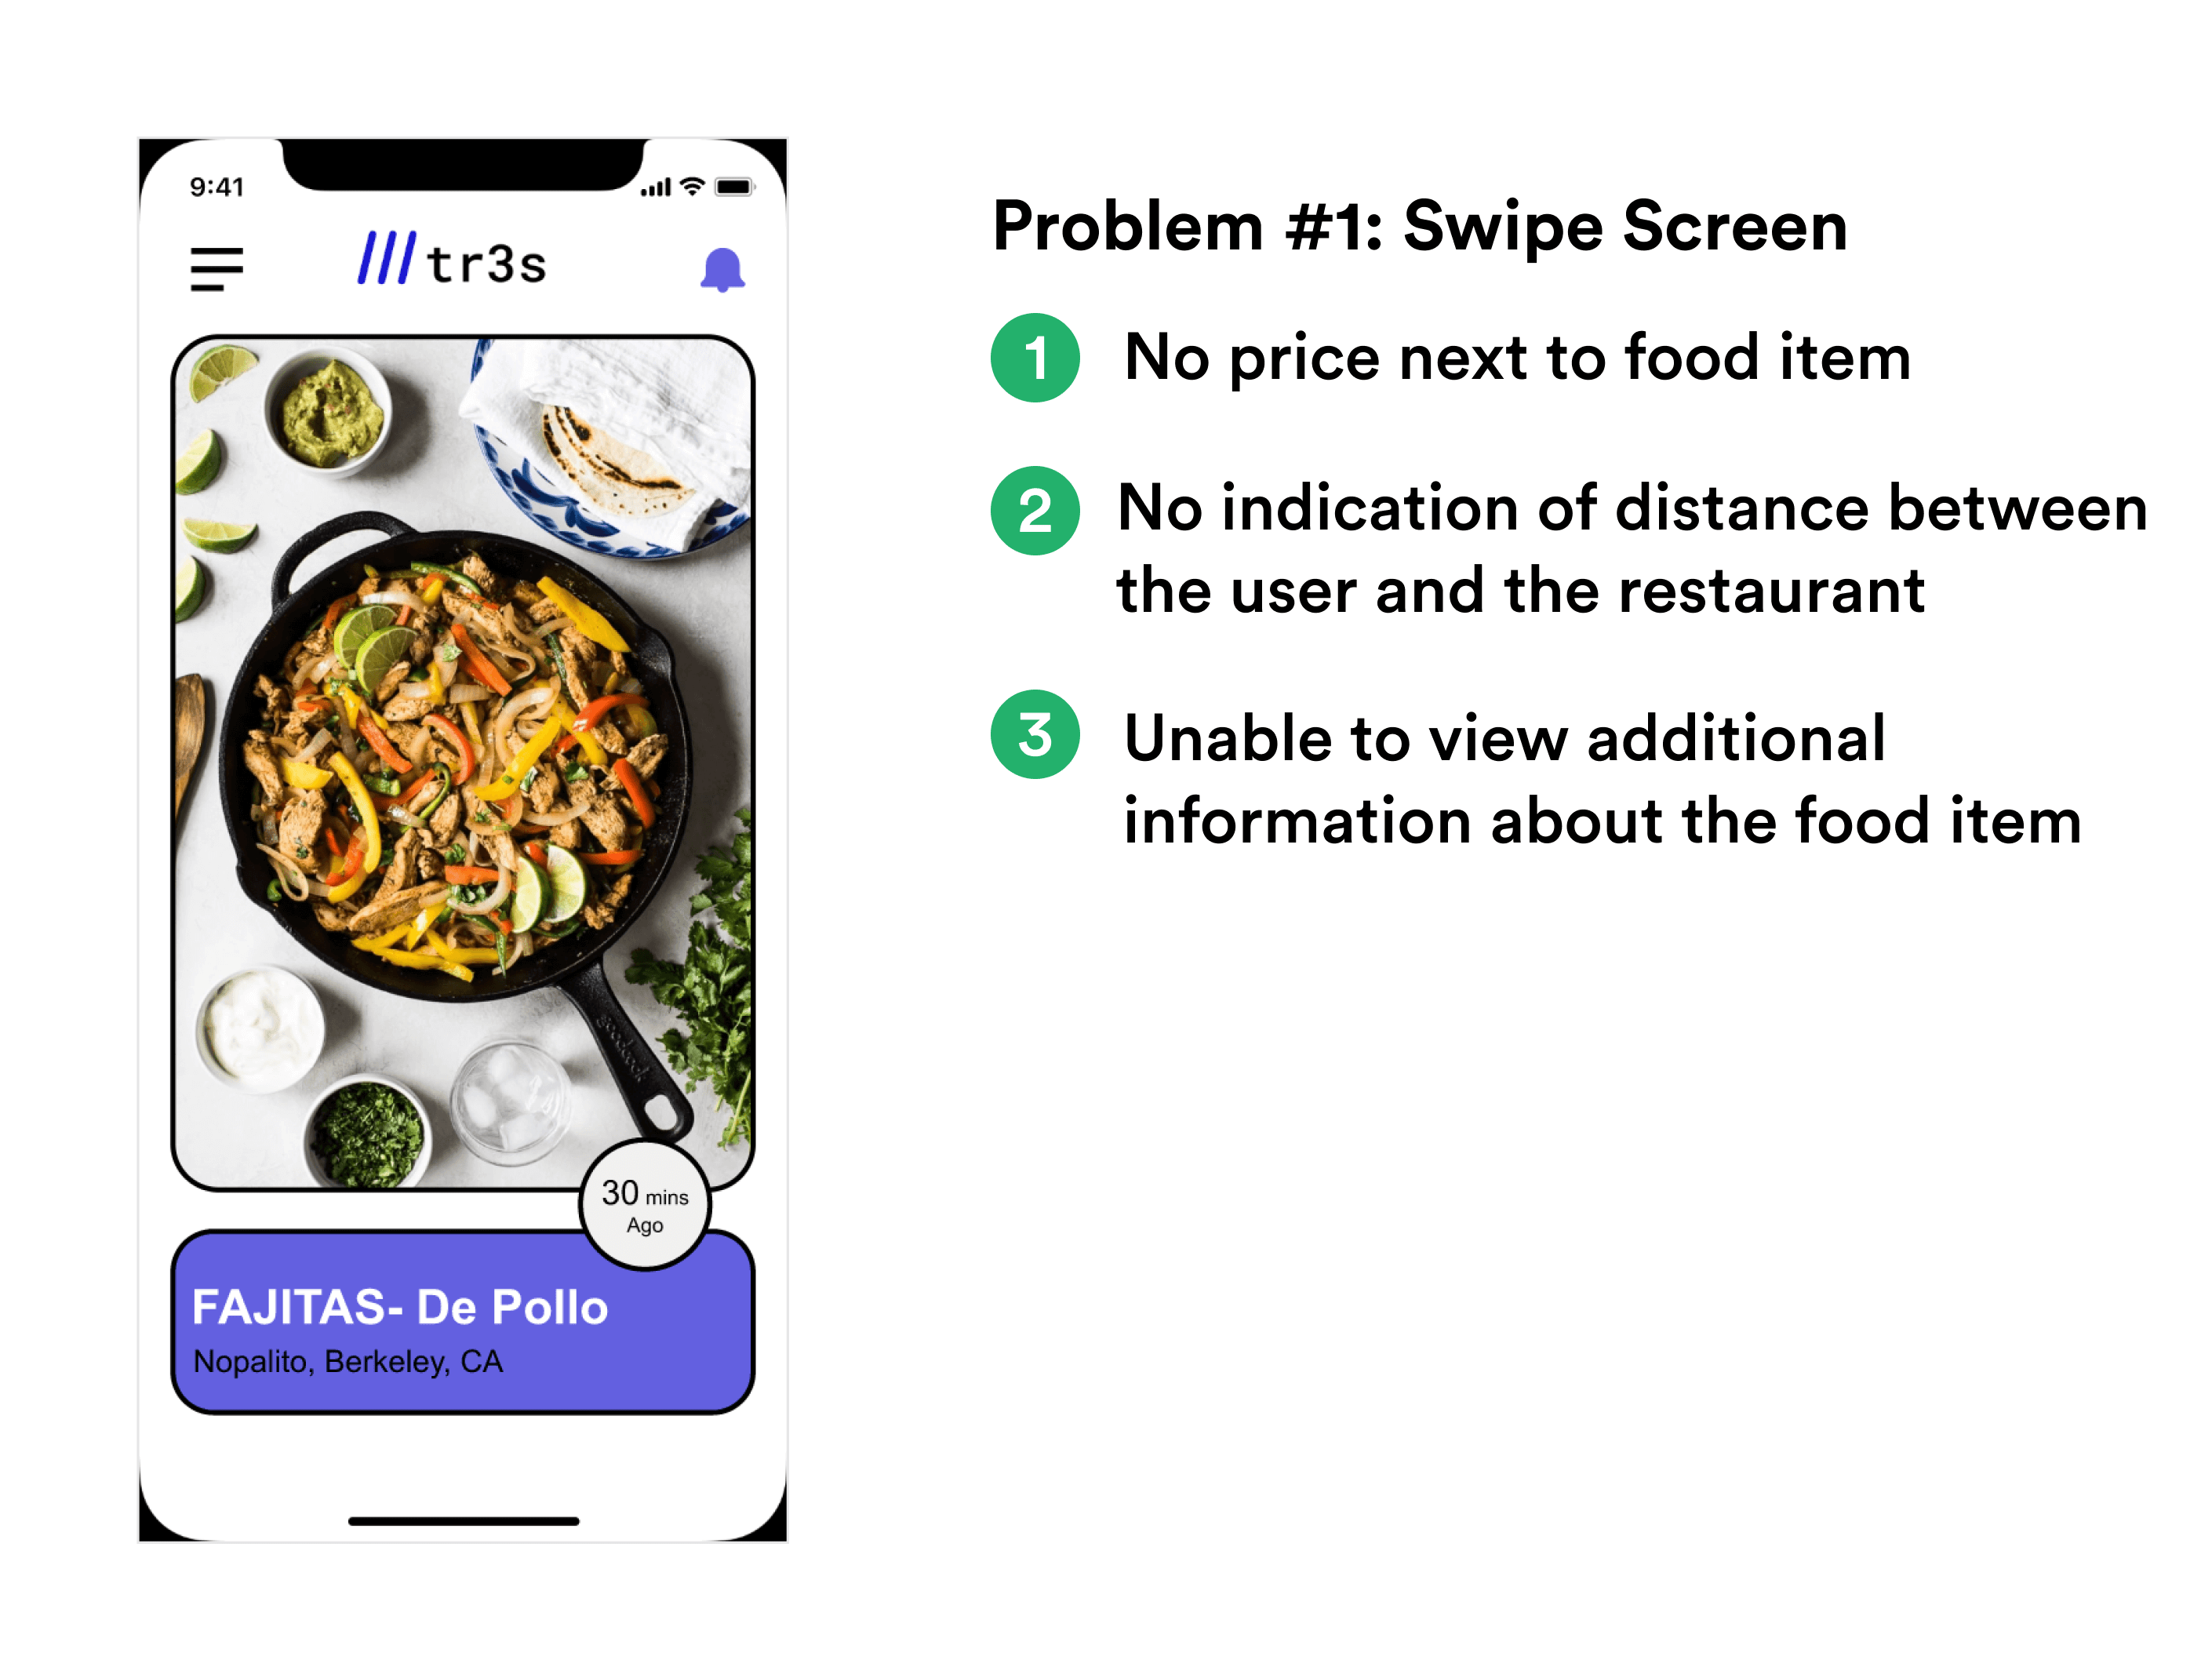 9:41
tr3s
30 mins
Ago
FAJITAS- De Pollo
Nopalito, Berkeley, CA
Problem #1: Swipe Screen
1 No price next to food item
2 No indication of distance between
the user and the restaurant
3 Unable to view additional
information about the food item